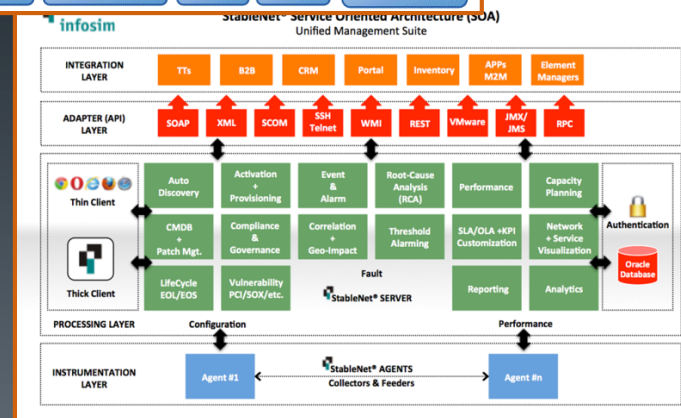 infosim
StableNet® Service Oriented Architecture (SOA)
Unified Management Suite
INTEGRATION
LAYER
TTs
B2B
CRM
Portal
Inventory
APPs
M2M
Element
Managers
ADAPTER (API)
LAYER
SOAP
XML
SCOM
SSH
Telnet
WMI
REST
VMware
JMX/
JMS
RPC
Thin Client
Thick Client
Auto
Discovery
Activation
+
Provisioning
Event
&
Alarm
Root-Cause
Analysis
(RCA)
Performance
Capacity
Planning
CMDB
+
Patch Mgt.
Compliance
&
Governance
Correlation
+
Geo-Impact
Threshold
Alarming
SLA/OLA +KPI
Customization
Network
+ Service
Visualization
LifeCycle
EOL/EOS
Vulnerability
PCI/SOX/etc.
Fault
StableNet® SERVER
Reporting
Analytics
Authentication
Oracle
Database
PROCESSING LAYER
Configuration
Performance
INSTRUMENTATION
LAYER
Agent #1
StableNet® AGENTS
Collectors & Feeders
Agent #n